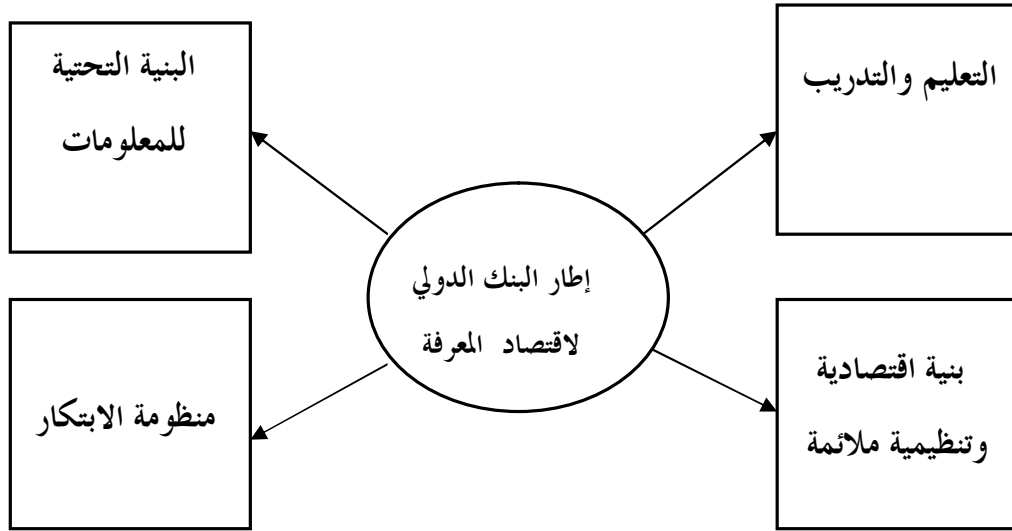 التعليم والتدريب
البنية التحتية
للمعلومات
إطار البنك الدولي
لاقتصاد المعرفة
بنية اقتصادية
وتنظيمية ملائمة
منظومة الابتكار